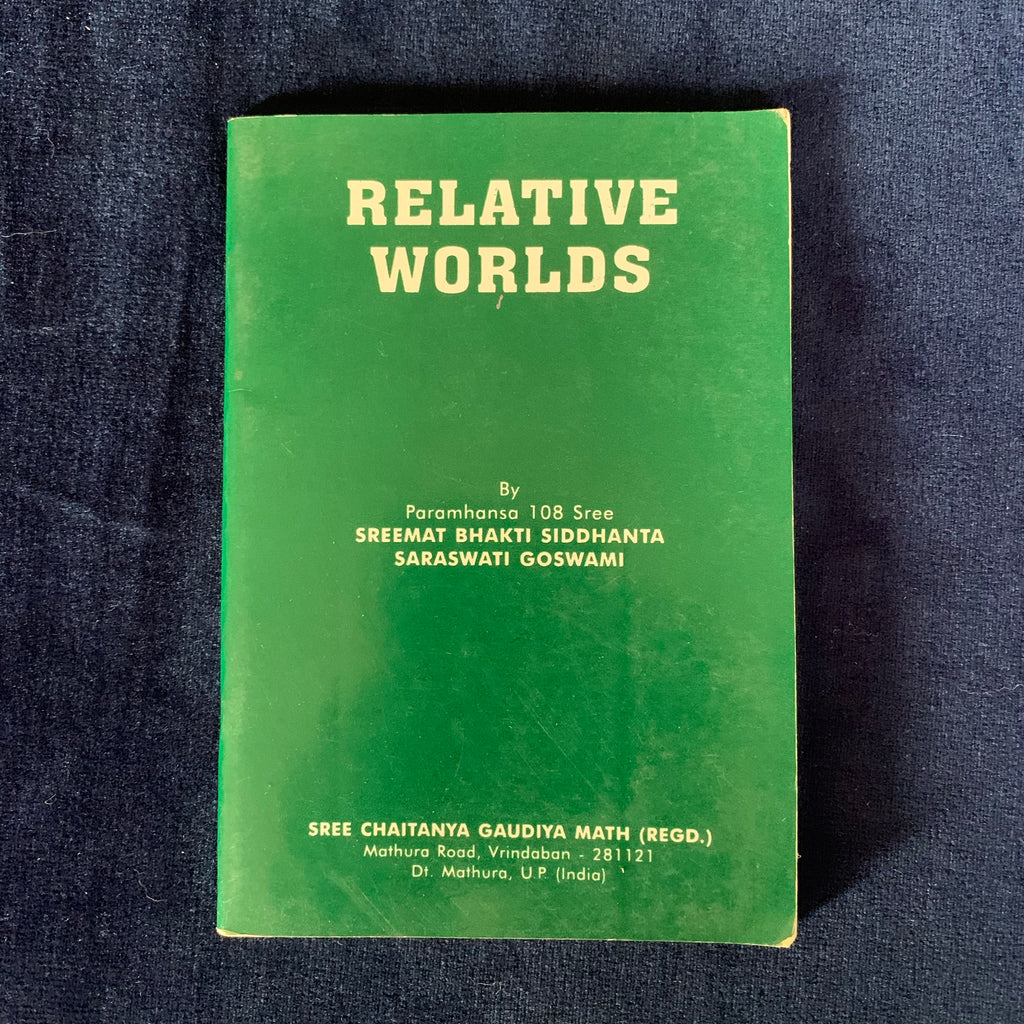 RELATIVE
WORLDS
By
Paramhansa 108 Sree
SREEMAT BHAKTI SIDDHANTA
SARASWATI GOSWAMI
SREE CHAITANYA GAUDIYA MATH (REGD.)
Mathura Road, Vrindaban - 281121
Dt. Mathura, U.P. (India)